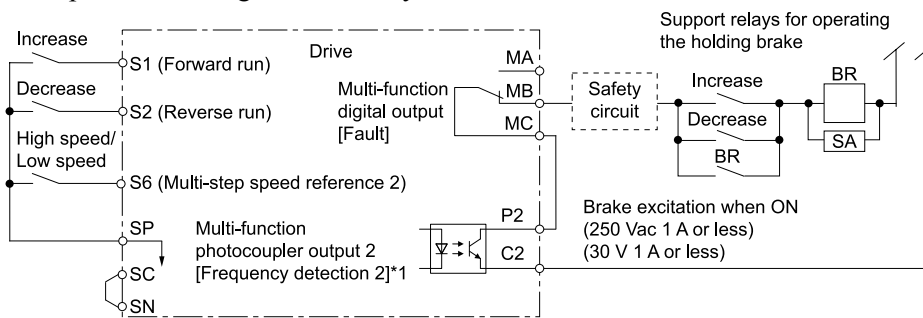 Support relays for operating
the holding brake
Increase
S1 (Forward run)
Drive
MA
Decrease
S2 (Reverse run)
Multi-function
digital output
[Fault]
MB
MC
Safety
circuit
Increase
Decrease
BR
BR
SA
High speed/
Low speed
S6 (Multi-step speed reference 2)
SP
SC
SN
Multi-function
photocoupler output 2
[Frequency detection 2]*1
P2
C2
Brake excitation when ON
(250 Vac 1 A or less)
(30 V 1 A or less)